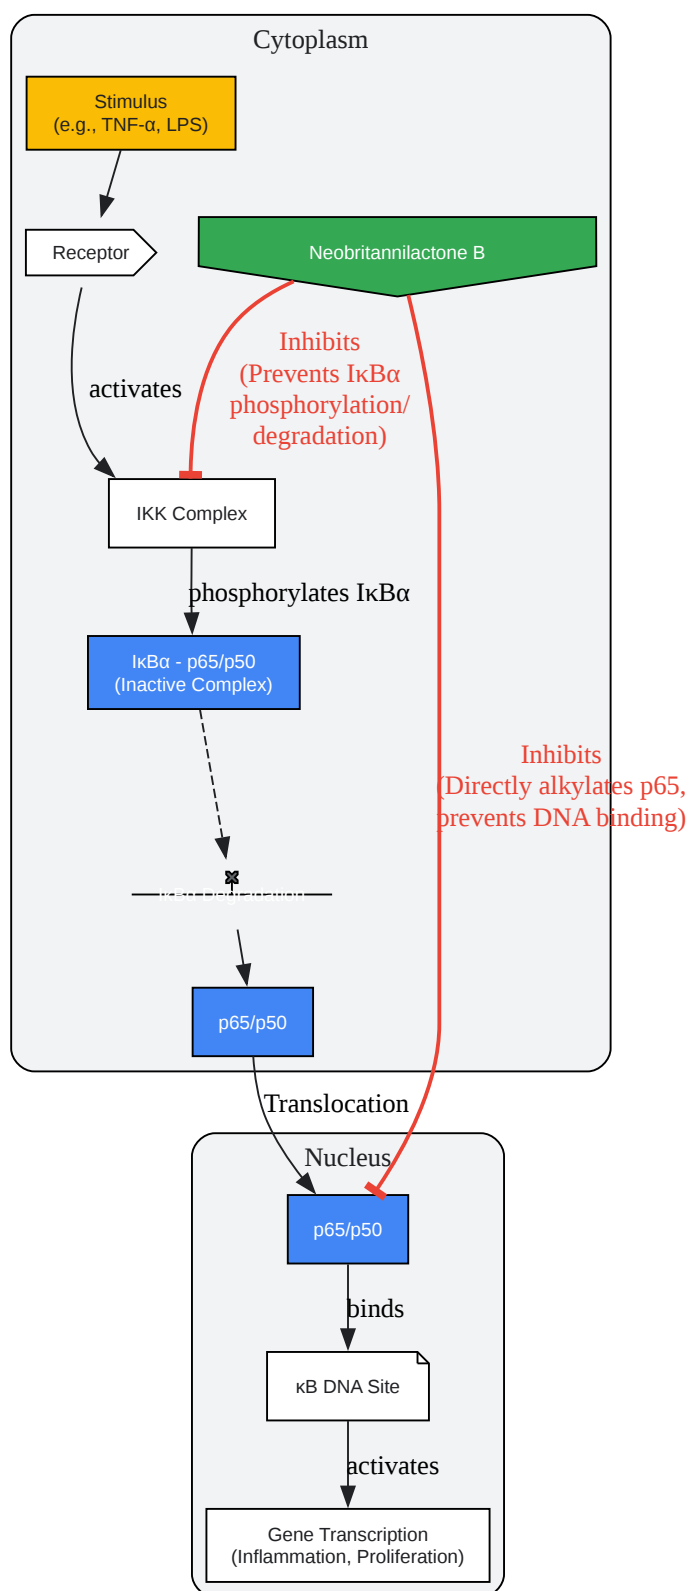 Cytoplasm
Stimulus
(e.g., TNF-α, LPS)
Receptor
Neobritannilactone B
Inhibits
(Prevents IκBα
phosphorylation/
degradation)
activates
IKK Complex
phosphorylates IκBα
IκBα - p65/p50
(Inactive Complex)
Inhibits
(Directly alkylates p65,
prevents DNA binding)
IκBα Degradation
p65/p50
Translocation
Nucleus
p65/p50
binds
κB DNA Site
activates
Gene Transcription
(Inflammation, Proliferation)